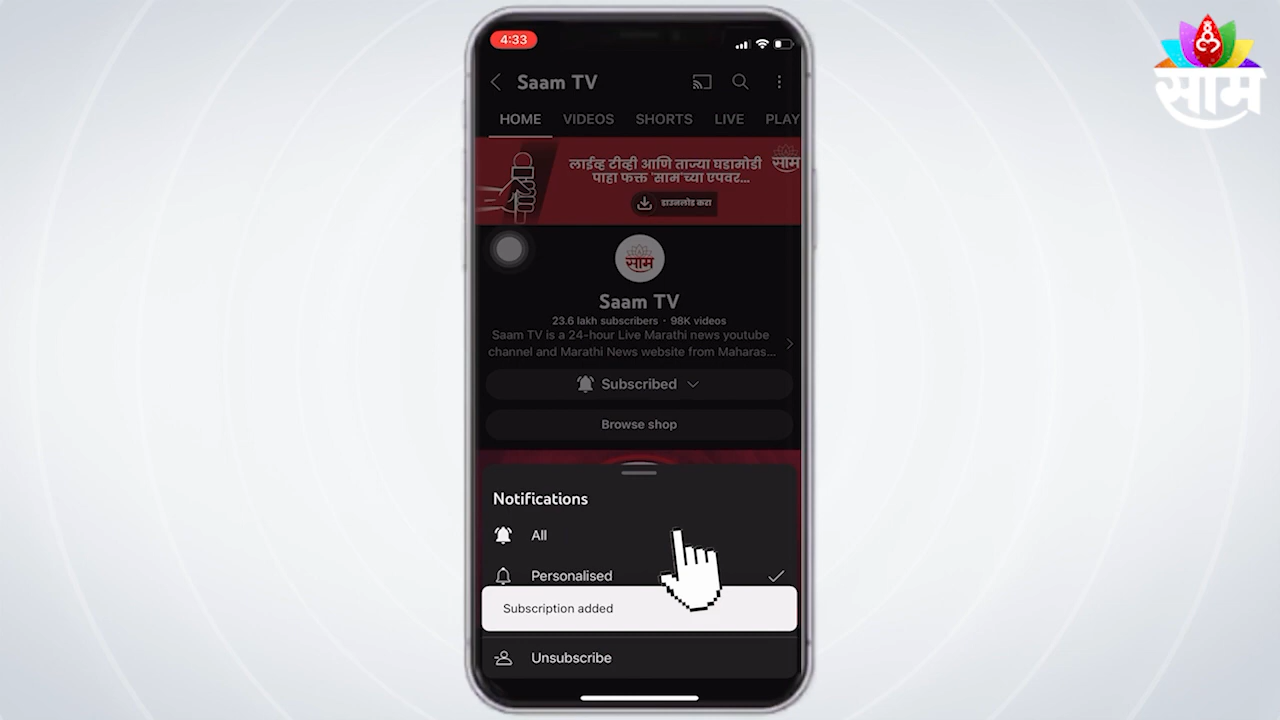 4:33
साम
Saam TV
HOME VIDEOS SHORTS LIVE PLAY
लाईव्ह टीव्ही आणि ताज्या घडामोडी
पाहा फक्त 'साम'च्या एपवर...
साम
डाउनलोड करा
साम
Saam TV
23.6 lakh subscribers · 98K videos
Saam TV is a 24-hour Live Marathi news youtube
channel and Marathi News website from Maharas...
Subscribed
Browse shop
Notifications
All
Personalised
Subscription added
Unsubscribe